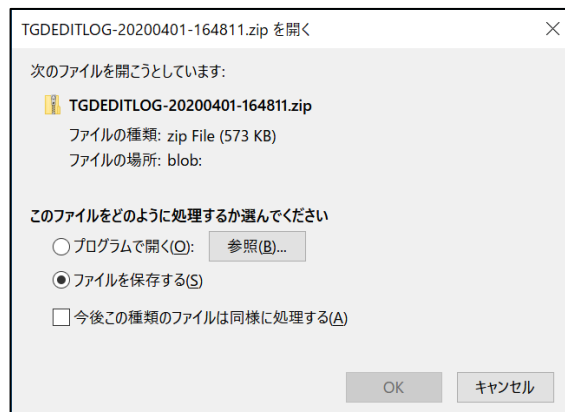 TGDEDITLOG-20200401-164811.zip を開く
次のファイルを開こうとしています:
TGDEDITLOG-20200401-164811.zip
ファイルの種類: zip File (573 KB)
ファイルの場所: blob:
このファイルをどのように処理するか選んでください
プログラムで開く(O): 参照(B)...
ファイルを保存する(S)
今後この種類のファイルは同様に処理する(A)
OK キャンセル